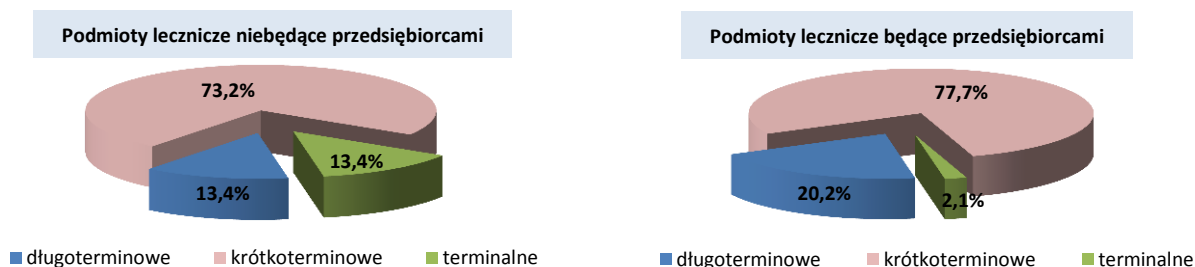 Podmioty lecznicze niebędące przedsiębiorcami
73,2%
13,4%
13,4%
długoterminowe krótkoterminowe terminalne
Podmioty lecznicze będące przedsiębiorcami
77,7%
20,2%
2,1%
długoterminowe krótkoterminowe terminalne